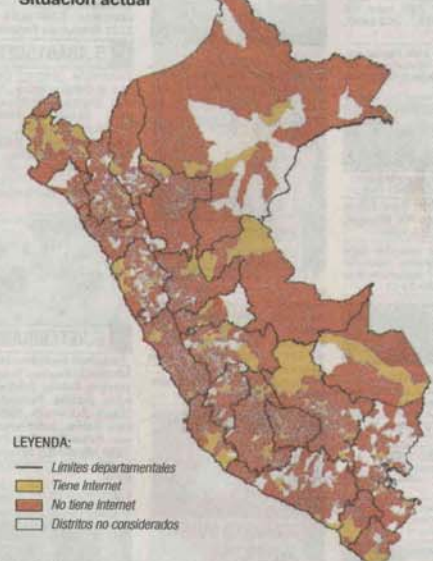 Situación actual
LEYENDA:
Límites departamentales
Tiene Internet
No tiene Internet
Distritos no considerados